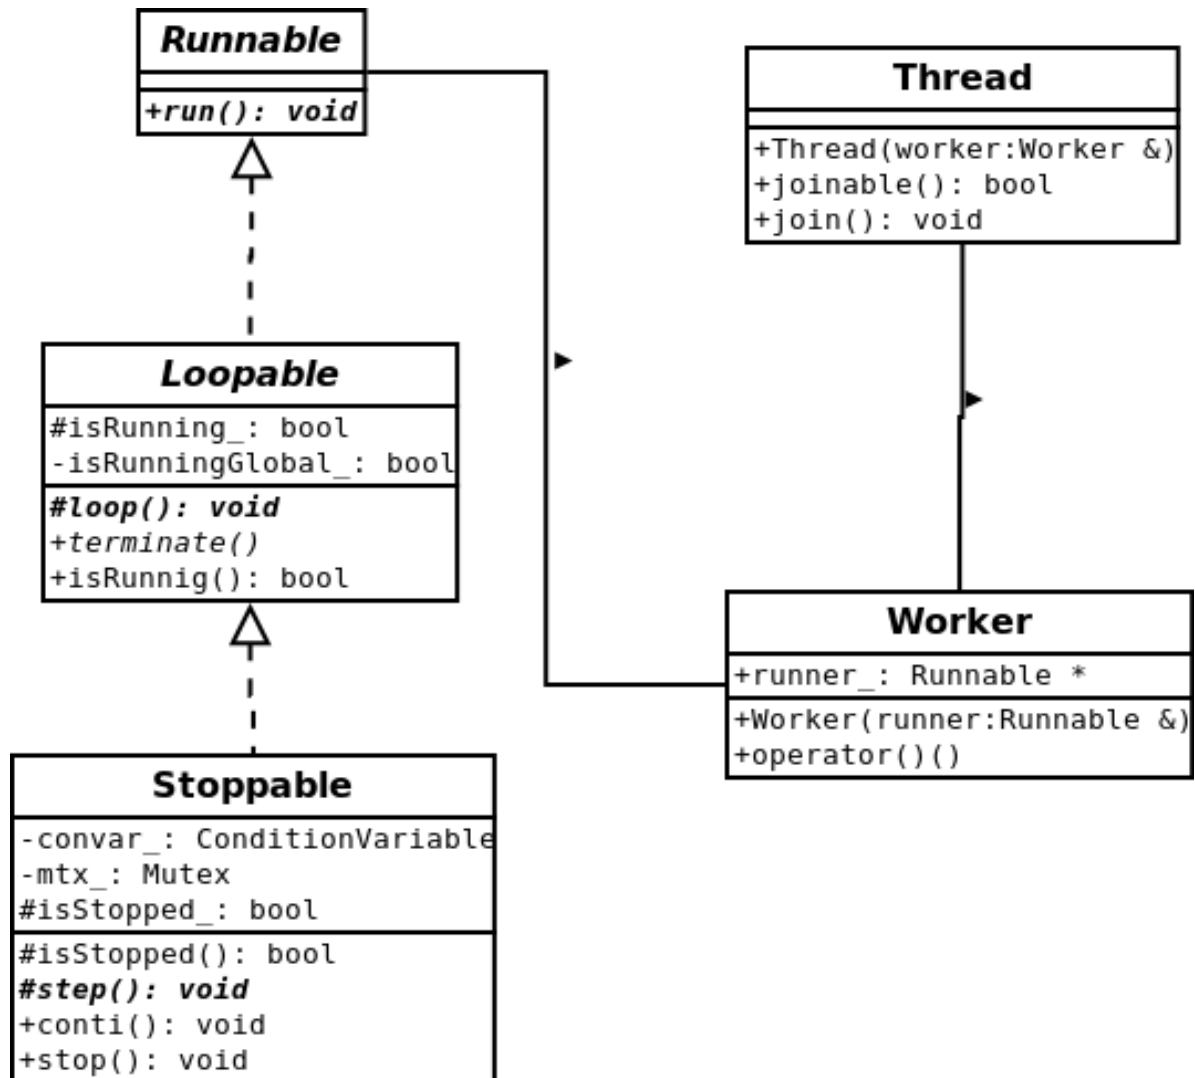 Runnable
+run(): void
Thread
+Thread(worker:Worker &)
+joinable(): bool
+join(): void
Loopable
#isRunning_: bool
-isRunningGlobal_: bool
#loop(): void
+terminate()
+isRunnig(): bool
Worker
+runner_: Runnable *
+Worker(runner:Runnable &)
+operator()()
Stoppable
-convar_: ConditionVariable
-mtx_: Mutex
#isStopped_: bool
#isStopped(): bool
#step(): void
+conti(): void
+stop(): void